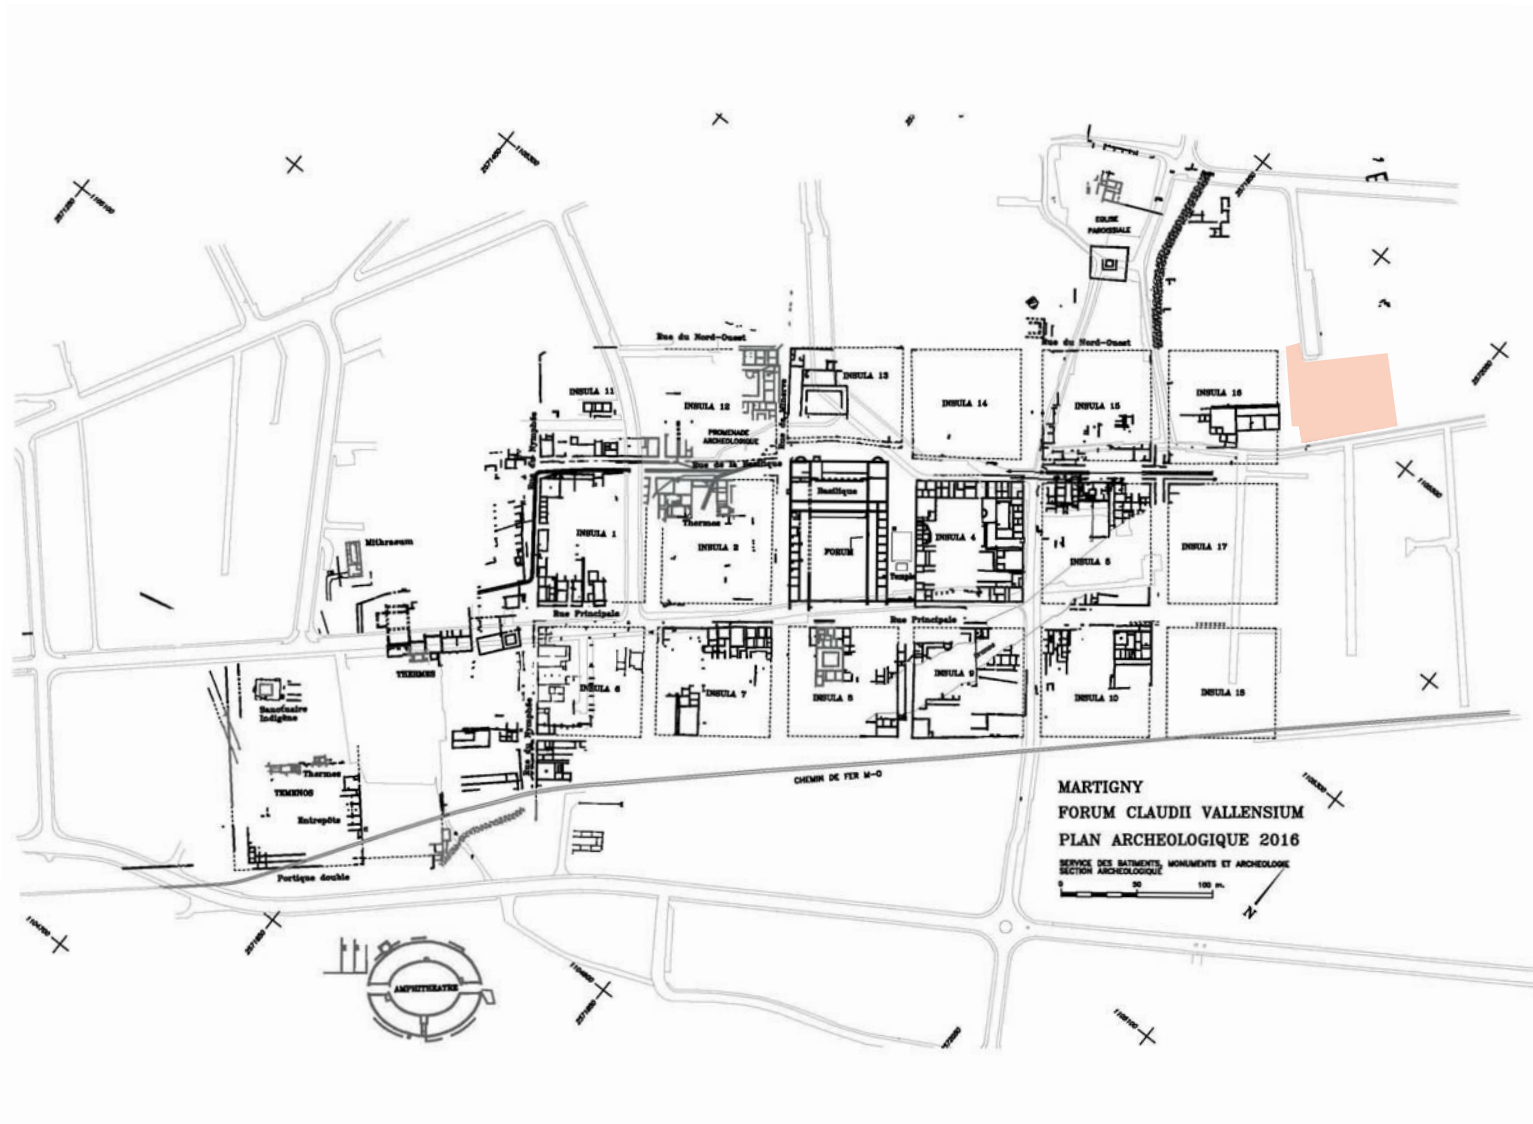 EGLISE
PAROISSIALE
Rue du Nord-Ouest
Rue du Nord-Ouest
INSULA 11
INSULA 12
INSULA 13
INSULA 14
INSULA 15
INSULA 16
PROMENADE
ARCHEOLOGIQUE
Rue de la Basilique
Basilique
Thermes
INSULA 1
INSULA 2
FORUM
INSULA 4
Temple
INSULA 5
INSULA 17
Mithraeum
Rue Principale
Rue Principale
THERMES
INSULA 6
INSULA 7
INSULA 8
INSULA 9
INSULA 10
INSULA 18
Sanctuaire
Indigène
Thermes
TEMENOS
Entrepôts
Portique double
CHEMIN DE FER M-O
AMPHITHEATRE
MARTIGNY
FORUM CLAUDII VALLENSIUM
PLAN ARCHEOLOGIQUE 2016
SERVICE DES BATIMENTS, MONUMENTS ET ARCHEOLOGIE
SECTION ARCHEOLOGIQUE
0 50 100 m.
N